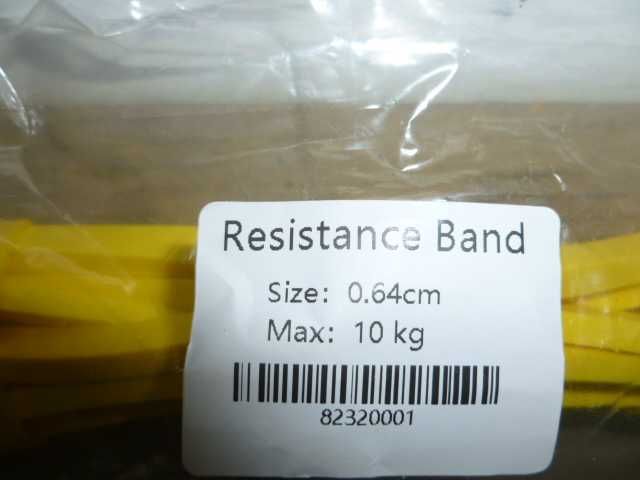 Resistance Band
Size: 0.64cm
Max: 10 kg
82320001